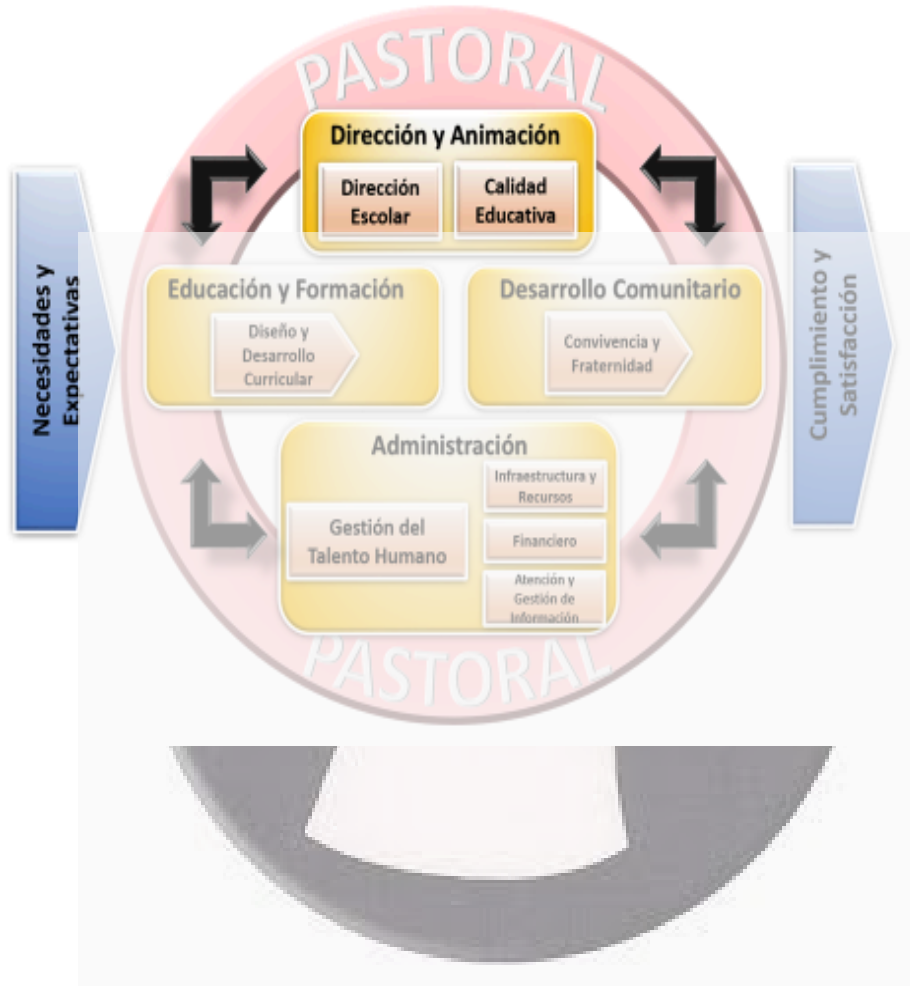 PASTORAL
Dirección y Animación
Dirección
Escolar
Calidad
Educativa
Necesidades y
Expectativas
Educación y Formación
Diseño y
Desarrollo
Curricular
Desarrollo Comunitario
Convivencia y
Fraternidad
Cumplimiento y
Satisfacción
Administración
Gestión del
Talento Humano
Infraestructura y
Recursos
Financiero
Atención y
Gestión de
Información
PASTORAL